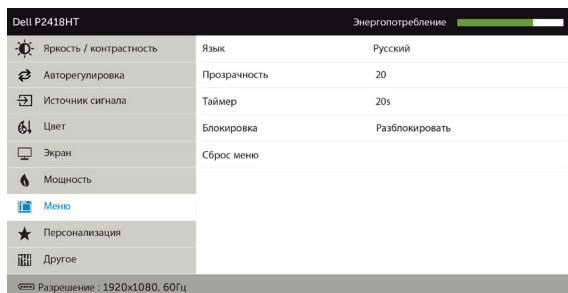 Dell P2418HT Энергопотребление
Яркость / контрастность Язык Русский
Авторегулировка Прозрачность 20
Источник сигнала Таймер 20s
Цвет Блокировка Разблокировать
Экран Сброс меню
Мощность
Меню
Персонализация
Другое
Разрешение : 1920x1080, 60Гц